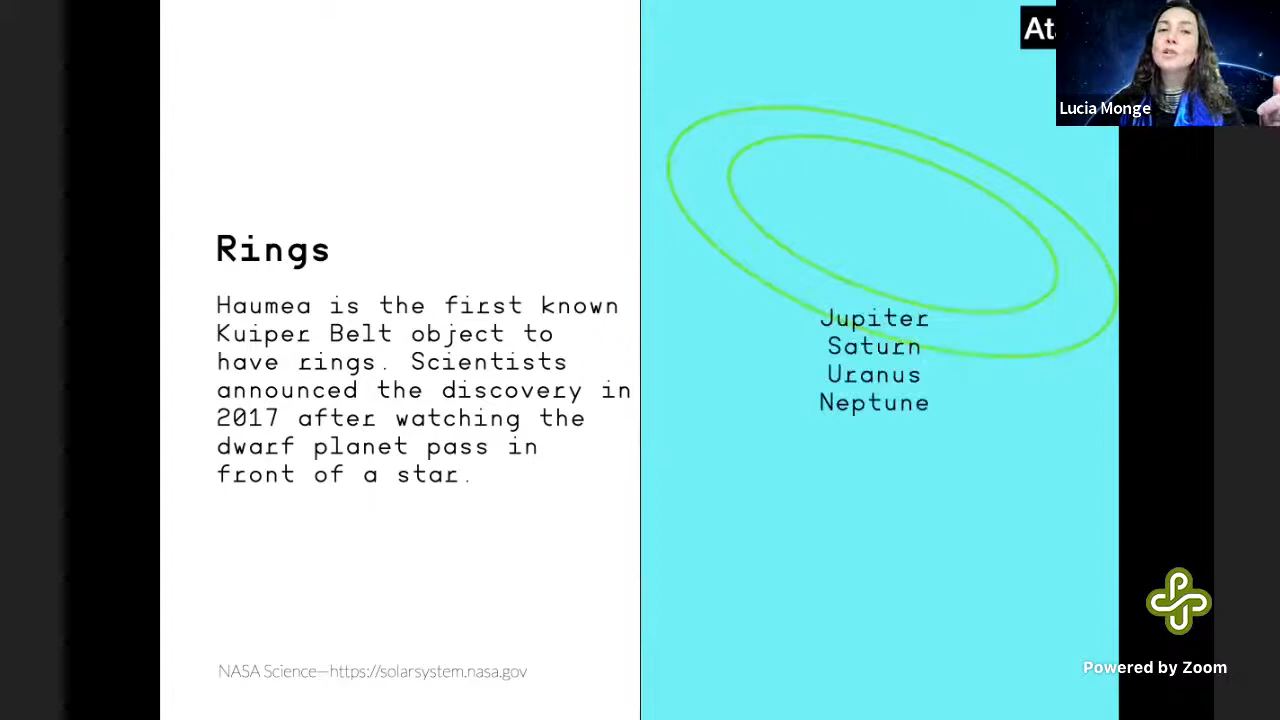 Rings
Haumea is the first known
Kuiper Belt object to
have rings. Scientists
announced the discovery in
2017 after watching the
dwarf planet pass in
front of a star.
NASA Science—https://solarsystem.nasa.gov
Jupiter
Saturn
Uranus
Neptune
Lucia Monge
Powered by Zoom